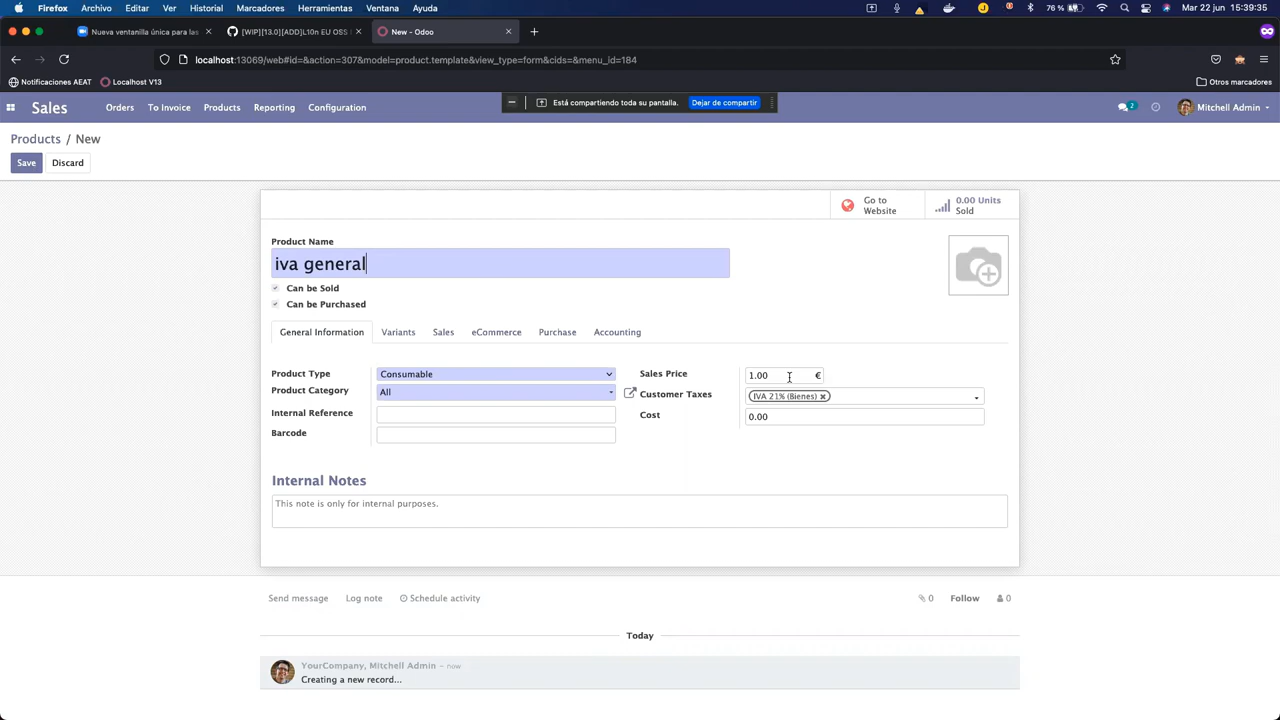 Firefox Archivo Editar Ver Historial Marcadores Herramientas Ventana Ayuda 76 % Mar 22 jun 15:39:35
Nueva ventanilla única para las
[WIP][13.0][ADD]L10n EU OSS
New - Odoo
localhost:13069/web#id=&action=307&model=product.template&view_type=form&cids=&menu_id=184
Notificaciones AEAT Localhost V13 Otros marcadores
Sales Orders To Invoice Products Reporting Configuration
Está compartiendo toda su pantalla. Dejar de compartir
2 Mitchell Admin
Products / New
Save Discard
Go to
Website
0.00 Units
Sold
Product Name
iva general
Can be Sold
Can be Purchased
General Information Variants Sales eCommerce Purchase Accounting
Product Type Consumable Sales Price 1.00 €
Product Category All Customer Taxes IVA 21% (Bienes)
Internal Reference Cost 0.00
Barcode
Internal Notes
This note is only for internal purposes.
Send message Log note Schedule activity 0 Follow 0
Today
YourCompany, Mitchell Admin - now
Creating a new record...